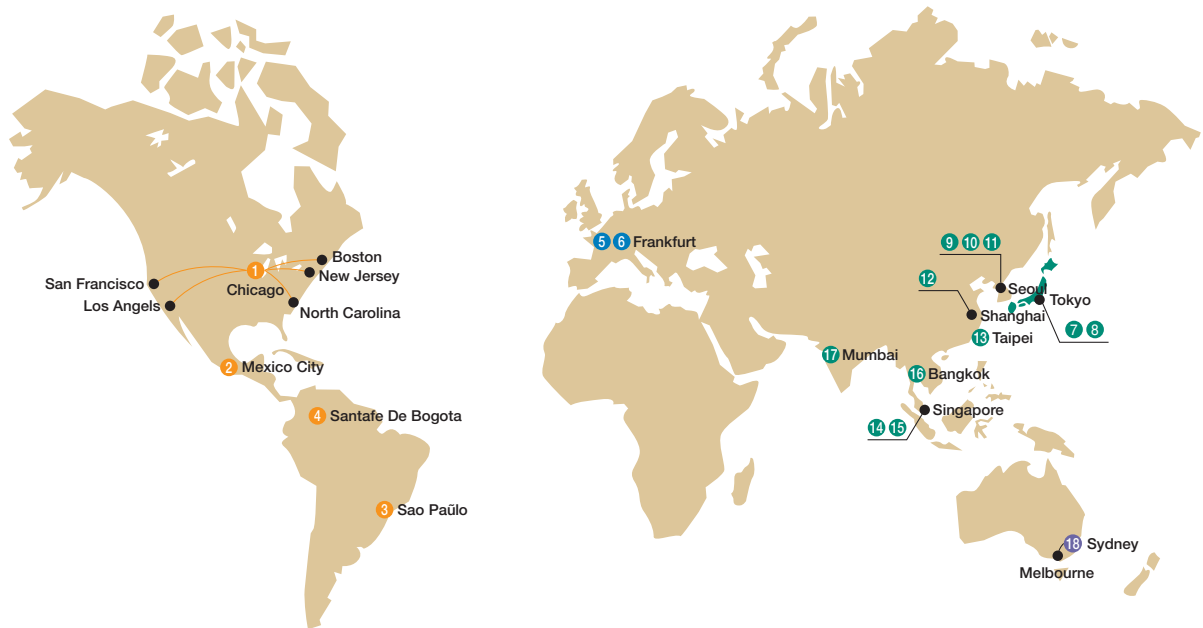 Boston
1
New Jersey
San Francisco
Chicago
Los Angels
North Carolina
2 Mexico City
4 Santafe De Bogota
3 Sao Paũlo
5 6 Frankfurt
9 10 11
12
Seoul
Tokyo
Shanghai
7 8
13 Taipei
17 Mumbai
16 Bangkok
Singapore
14 15
18 Sydney
Melbourne